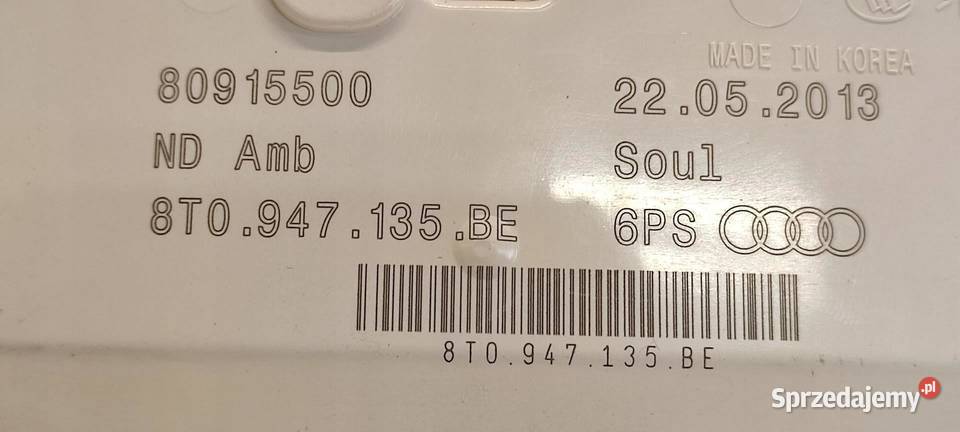 MADE IN KOREA
80915500 22.05.2013
ND Amb Soul
8T0.947.135.BE 6PS
8T0.947.135.BE
Sprzedajemy.pl